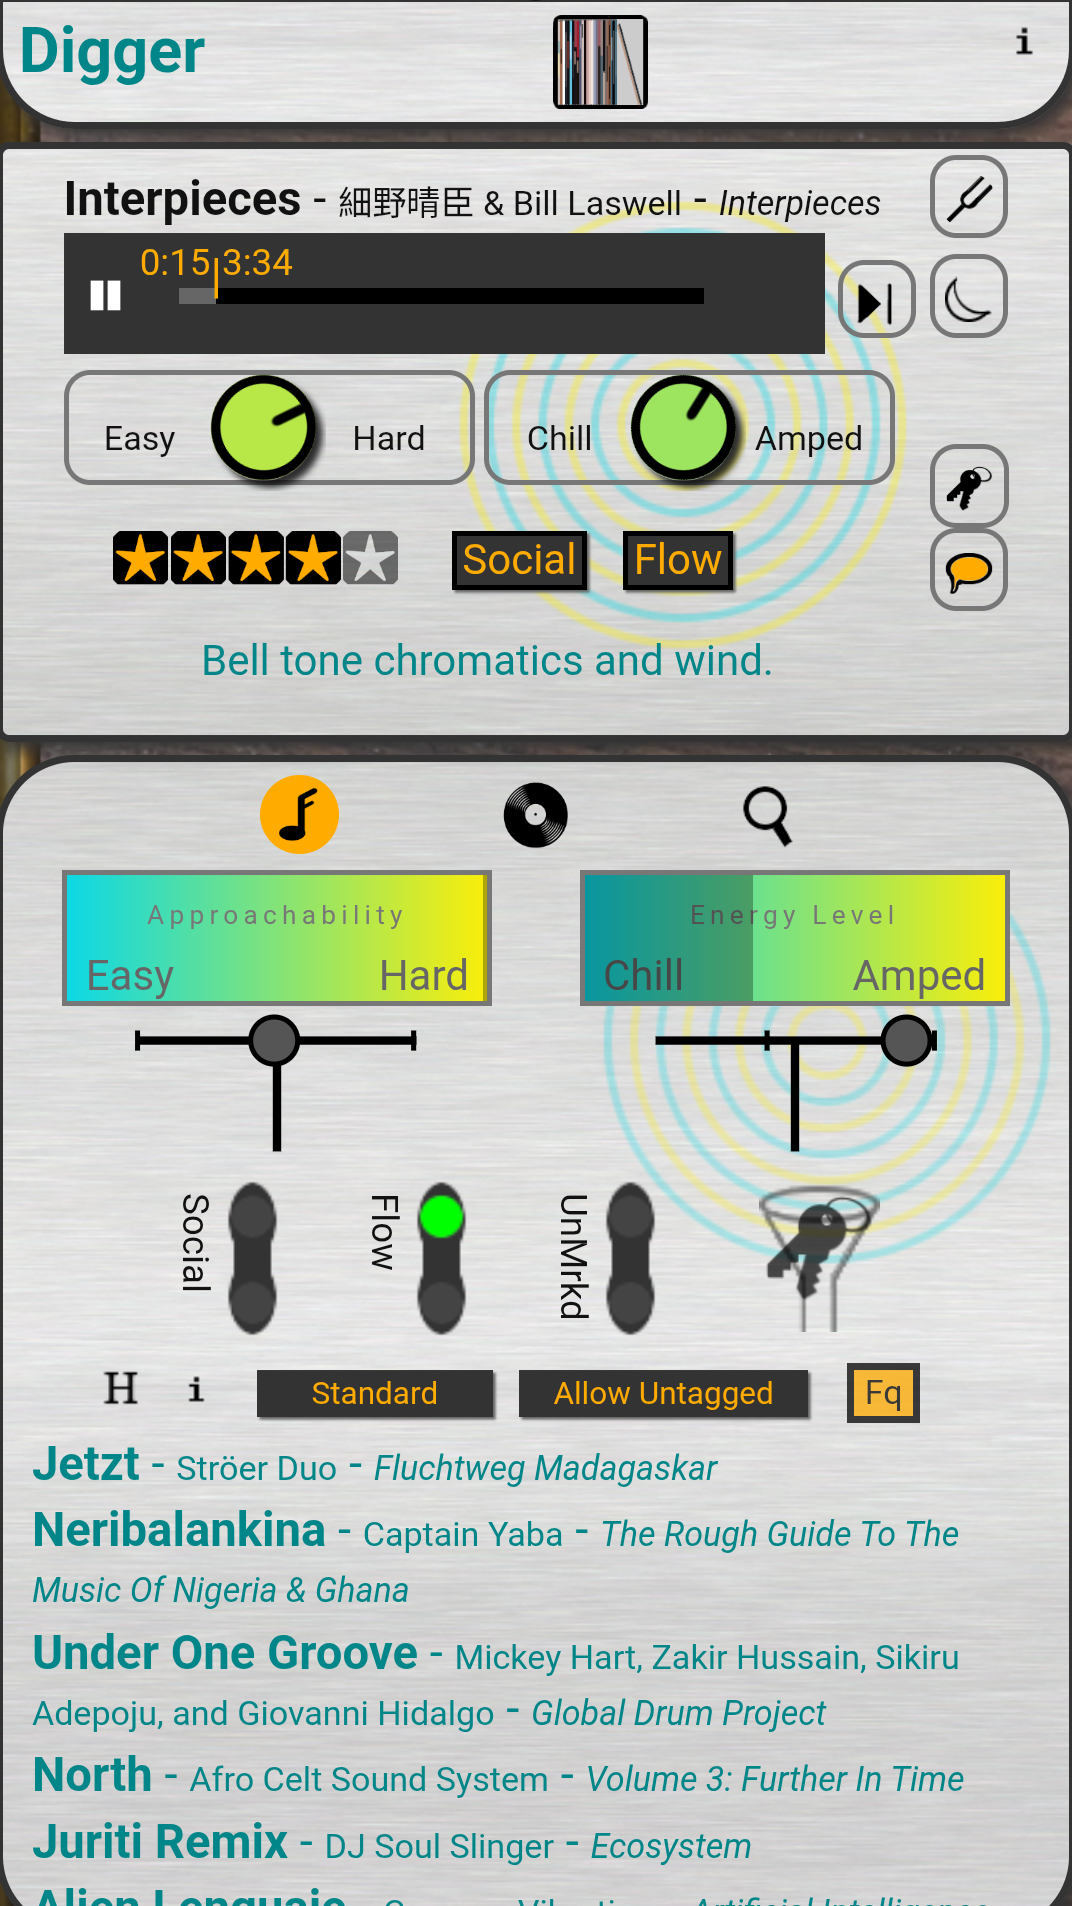 Digger
i
Interpieces - 細野晴臣 & Bill Laswell - Interpieces
0:15 3:34
Easy Hard Chill Amped
Social Flow
Bell tone chromatics and wind.
Approachability Energy Level
Easy Hard Chill Amped
Social Flow UnMrkd
H i Standard Allow Untagged Fq
Jetzt - Ströer Duo - Fluchtweg Madagaskar
Neribalankina - Captain Yaba - The Rough Guide To The
Music Of Nigeria & Ghana
Under One Groove - Mickey Hart, Zakir Hussain, Sikiru
Adepoju, and Giovanni Hidalgo - Global Drum Project
North - Afro Celt Sound System - Volume 3: Further In Time
Juriti Remix - DJ Soul Slinger - Ecosystem